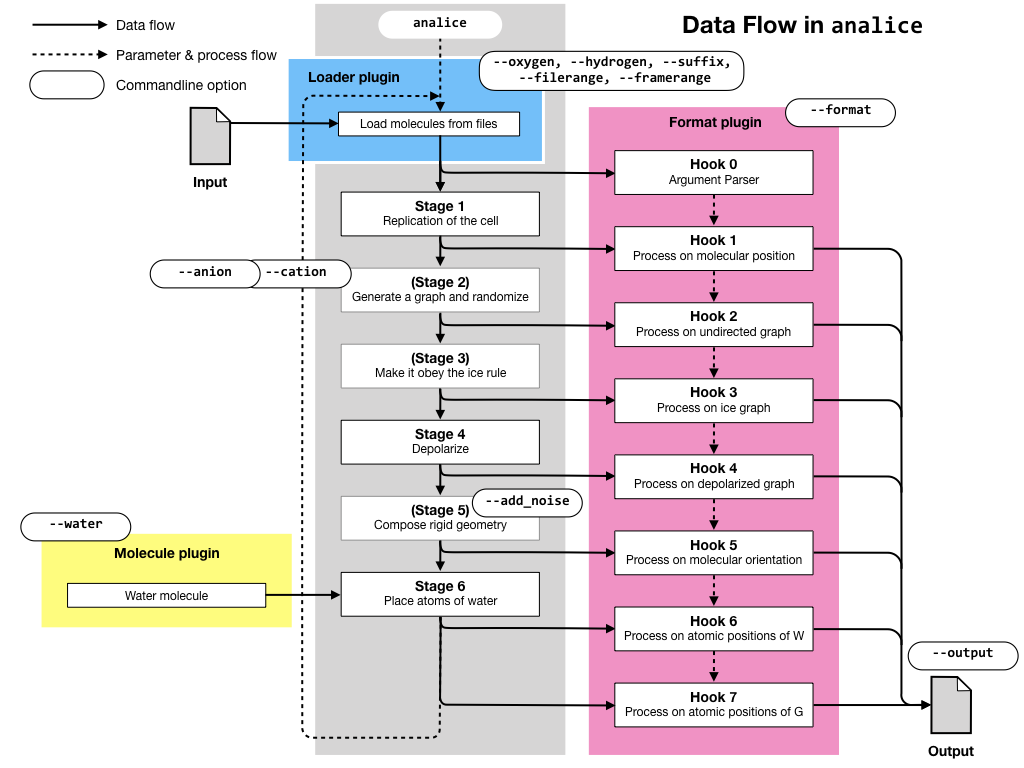 Data Flow in analice
Data flow
Parameter & process flow
Commandline option
analice
--oxygen, --hydrogen, --suffix,
--filerange, --framerange
Loader plugin
Load molecules from files
Input
Format plugin
--format
Hook 0
Argument Parser
Stage 1
Replication of the cell
Hook 1
Process on molecular position
--anion
--cation
(Stage 2)
Generate a graph and randomize
Hook 2
Process on undirected graph
(Stage 3)
Make it obey the ice rule
Hook 3
Process on ice graph
Stage 4
Depolarize
Hook 4
Process on depolarized graph
--add_noise
(Stage 5)
Compose rigid geometry
Hook 5
Process on molecular orientation
--water
Molecule plugin
Water molecule
Stage 6
Place atoms of water
Hook 6
Process on atomic positions of W
Hook 7
Process on atomic positions of G
--output
Output